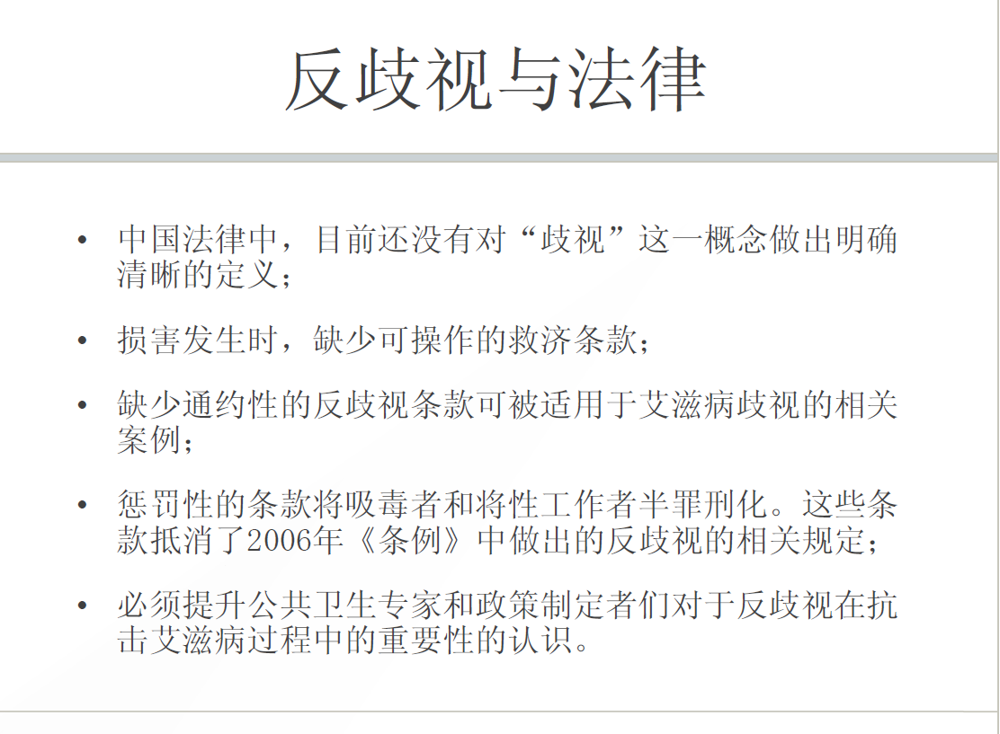 反歧视与法律
• 中国法律中，目前还没有对“歧视”这一概念做出明确
清晰的定义；
• 损害发生时，缺少可操作的救济条款；
• 缺少通约性的反歧视条款可被适用于艾滋病歧视的相关
案例；
• 惩罚性的条款将吸毒者和将性工作者半罪刑化。这些条
款抵消了2006年《条例》中做出的反歧视的相关规定；
• 必须提升公共卫生专家和政策制定者们对于反歧视在抗
击艾滋病过程中的重要性的认识。